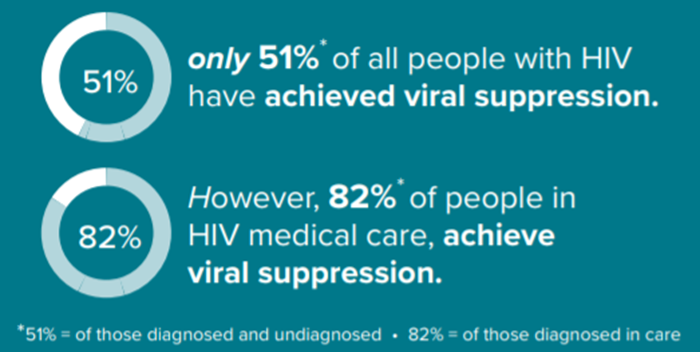 51%
only 51%* of all people with HIV
have achieved viral suppression.
82%
However, 82%* of people in
HIV medical care, achieve
viral suppression.
*51% = of those diagnosed and undiagnosed • 82% = of those diagnosed in care